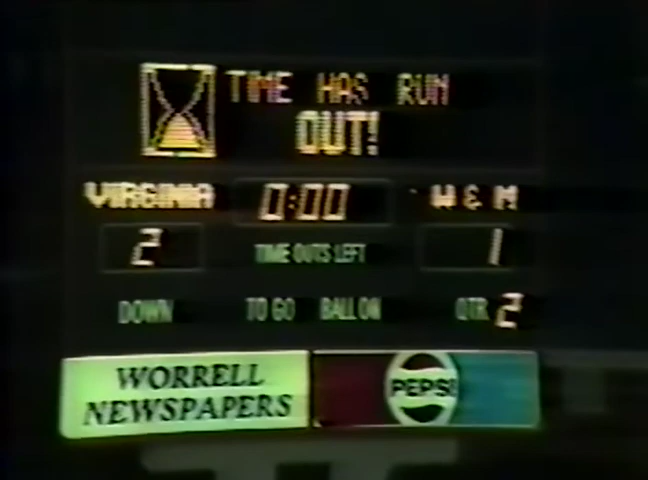 TIME HAS RUN
OUT!
VIRGINIA 0:00 W & M
2 TIME OUTS LEFT 1
DOWN TO GO BALL ON QTR 2
WORRELL
NEWSPAPERS
PEPSI